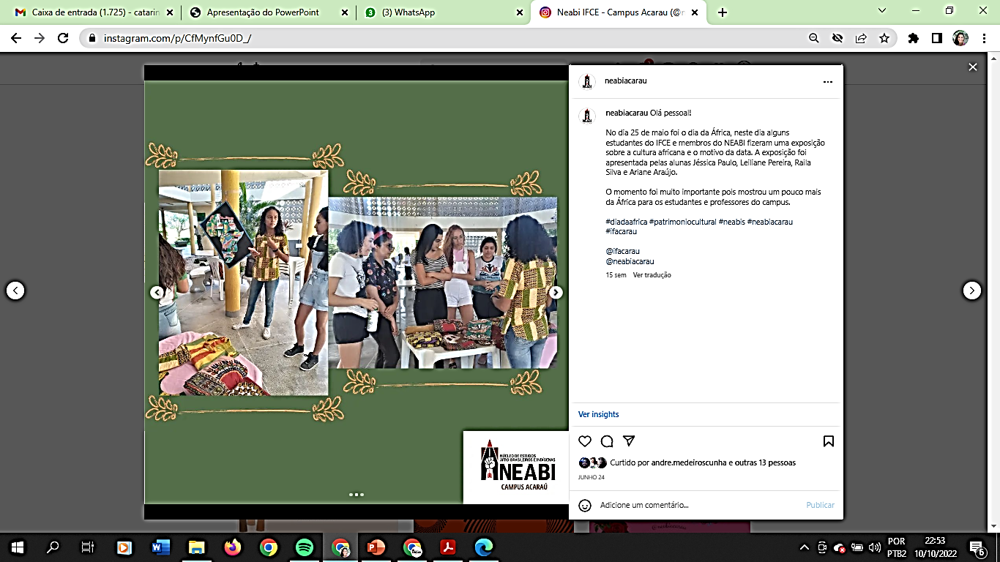 Caixa de entrada (1.725) - catarin
Apresentação do PowerPoint
(3) WhatsApp
Neabi IFCE - Campus Acarau (@r
instagram.com/p/CfMynfGu0D_/
neabiacarau
neabiacarau Olá pessoal!
No dia 25 de maio foi o dia da África, neste dia alguns
estudantes do IFCE e membros do NEABI fizeram uma exposição
sobre a cultura africana e o motivo da data. A exposição foi
apresentada pelas alunas Jéssica Paulo, Leiliane Pereira, Raila
Silva e Ariane Araújo.
O momento foi muito importante pois mostrou um pouco mais
da África para os estudantes e professores do campus.
#diadaafrica #patrimoniocultural #neabis #neabiacarau
#ifacarau
@ifacarau
@neabiacarau
15 sem Ver tradução
Ver insights
Curtido por andre.medeiroscunha e outras 13 pessoas
JUNHO 24
Adicione um comentário...
Publicar
NÚCLEO DE ESTUDOS
AFRO-BRASILEIROS E INDÍGENAS
NEABI
CAMPUS ACARAÚ
POR
PTB2
22:53
10/10/2022
6